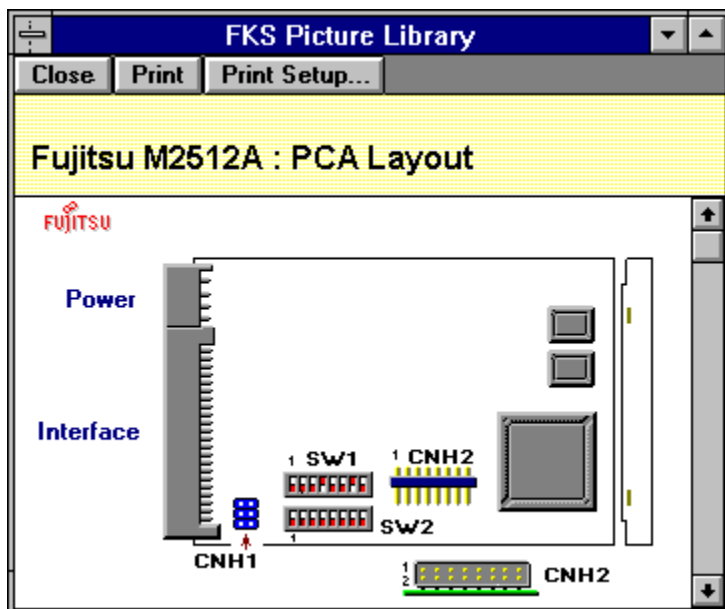 FKS Picture Library
Close Print Print Setup...
Fujitsu M2512A : PCA Layout
FUJITSU
Power
Interface
1 SW1
1 CNH2
SW2
1
CNH1
1
2
CNH2